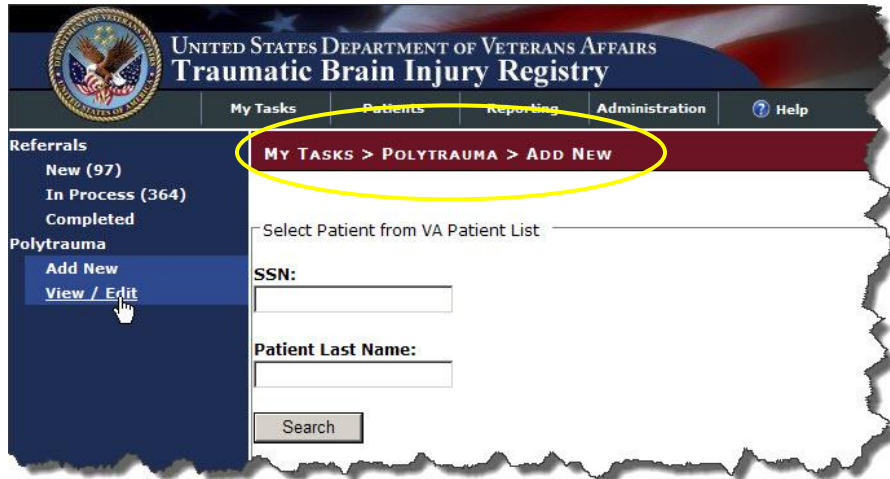 UNITED STATES DEPARTMENT OF VETERANS AFFAIRS
Traumatic Brain Injury Registry
My Tasks Patients Reporting Administration ? Help
Referrals
New (97)
In Process (364)
Completed
Polytrauma
Add New
View / Edit
MY TASKS > POLYTRAUMA > ADD NEW
Select Patient from VA Patient List
SSN:
Patient Last Name:
Search